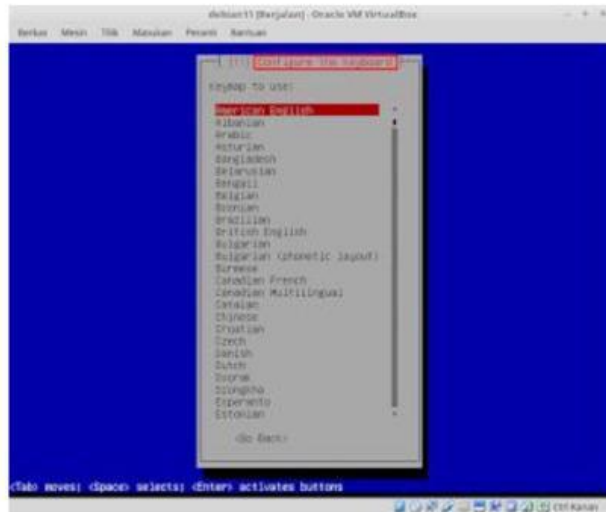 debian11 [Berjalan] - Oracle VM VirtualBox
Berkas Mesin Tilik Masukan Peranti Bantuan
[!!] Configure the keyboard
Keymap to use:
American English
Albanian
Arabic
Asturian
Bangladesh
Belarusian
Bengali
Belgian
Bosnian
Brazilian
British English
Bulgarian
Bulgarian (phonetic layout)
Burmese
Canadian French
Canadian Multilingual
Catalan
Chinese
Croatian
Czech
Danish
Dutch
Dvorak
Dzongkha
Esperanto
Estonian
<Go Back>
<Tab> moves; <Space> selects; <Enter> activates buttons
Ctrl Kanan